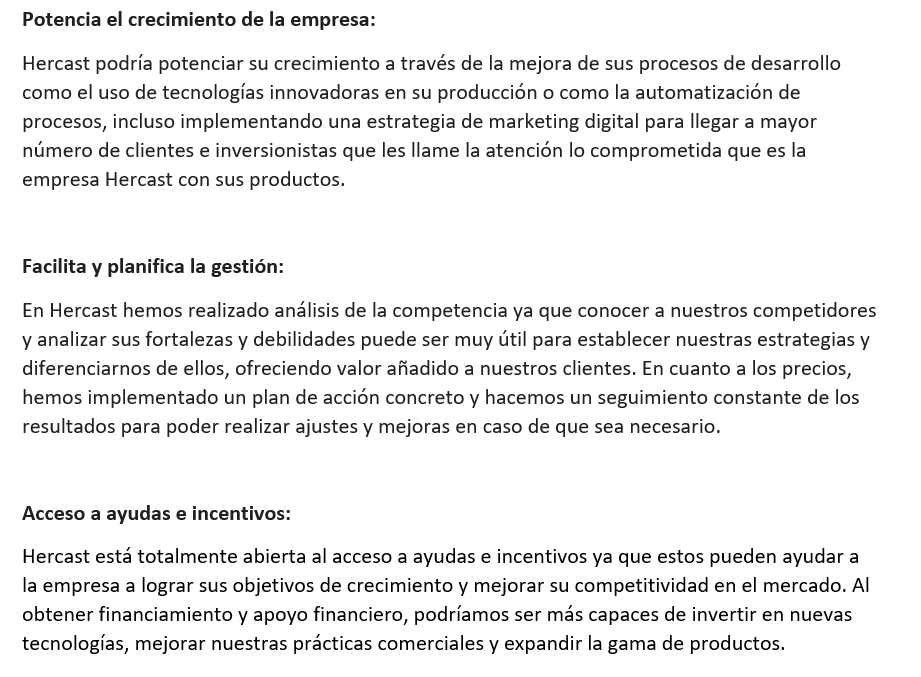 Potencia el crecimiento de la empresa:
Hercast podría potenciar su crecimiento a través de la mejora de sus procesos de desarrollo
como el uso de tecnologías innovadoras en su producción o como la automatización de
procesos, incluso implementando una estrategia de marketing digital para llegar a mayor
número de clientes e inversionistas que les llame la atención lo comprometida que es la
empresa Hercast con sus productos.
Facilita y planifica la gestión:
En Hercast hemos realizado análisis de la competencia ya que conocer a nuestros competidores
y analizar sus fortalezas y debilidades puede ser muy útil para establecer nuestras estrategias y
diferenciarnos de ellos, ofreciendo valor añadido a nuestros clientes. En cuanto a los precios,
hemos implementado un plan de acción concreto y hacemos un seguimiento constante de los
resultados para poder realizar ajustes y mejoras en caso de que sea necesario.
Acceso a ayudas e incentivos:
Hercast está totalmente abierta al acceso a ayudas e incentivos ya que estos pueden ayudar a
la empresa a lograr sus objetivos de crecimiento y mejorar su competitividad en el mercado. Al
obtener financiamiento y apoyo financiero, podríamos ser más capaces de invertir en nuevas
tecnologías, mejorar nuestras prácticas comerciales y expandir la gama de productos.